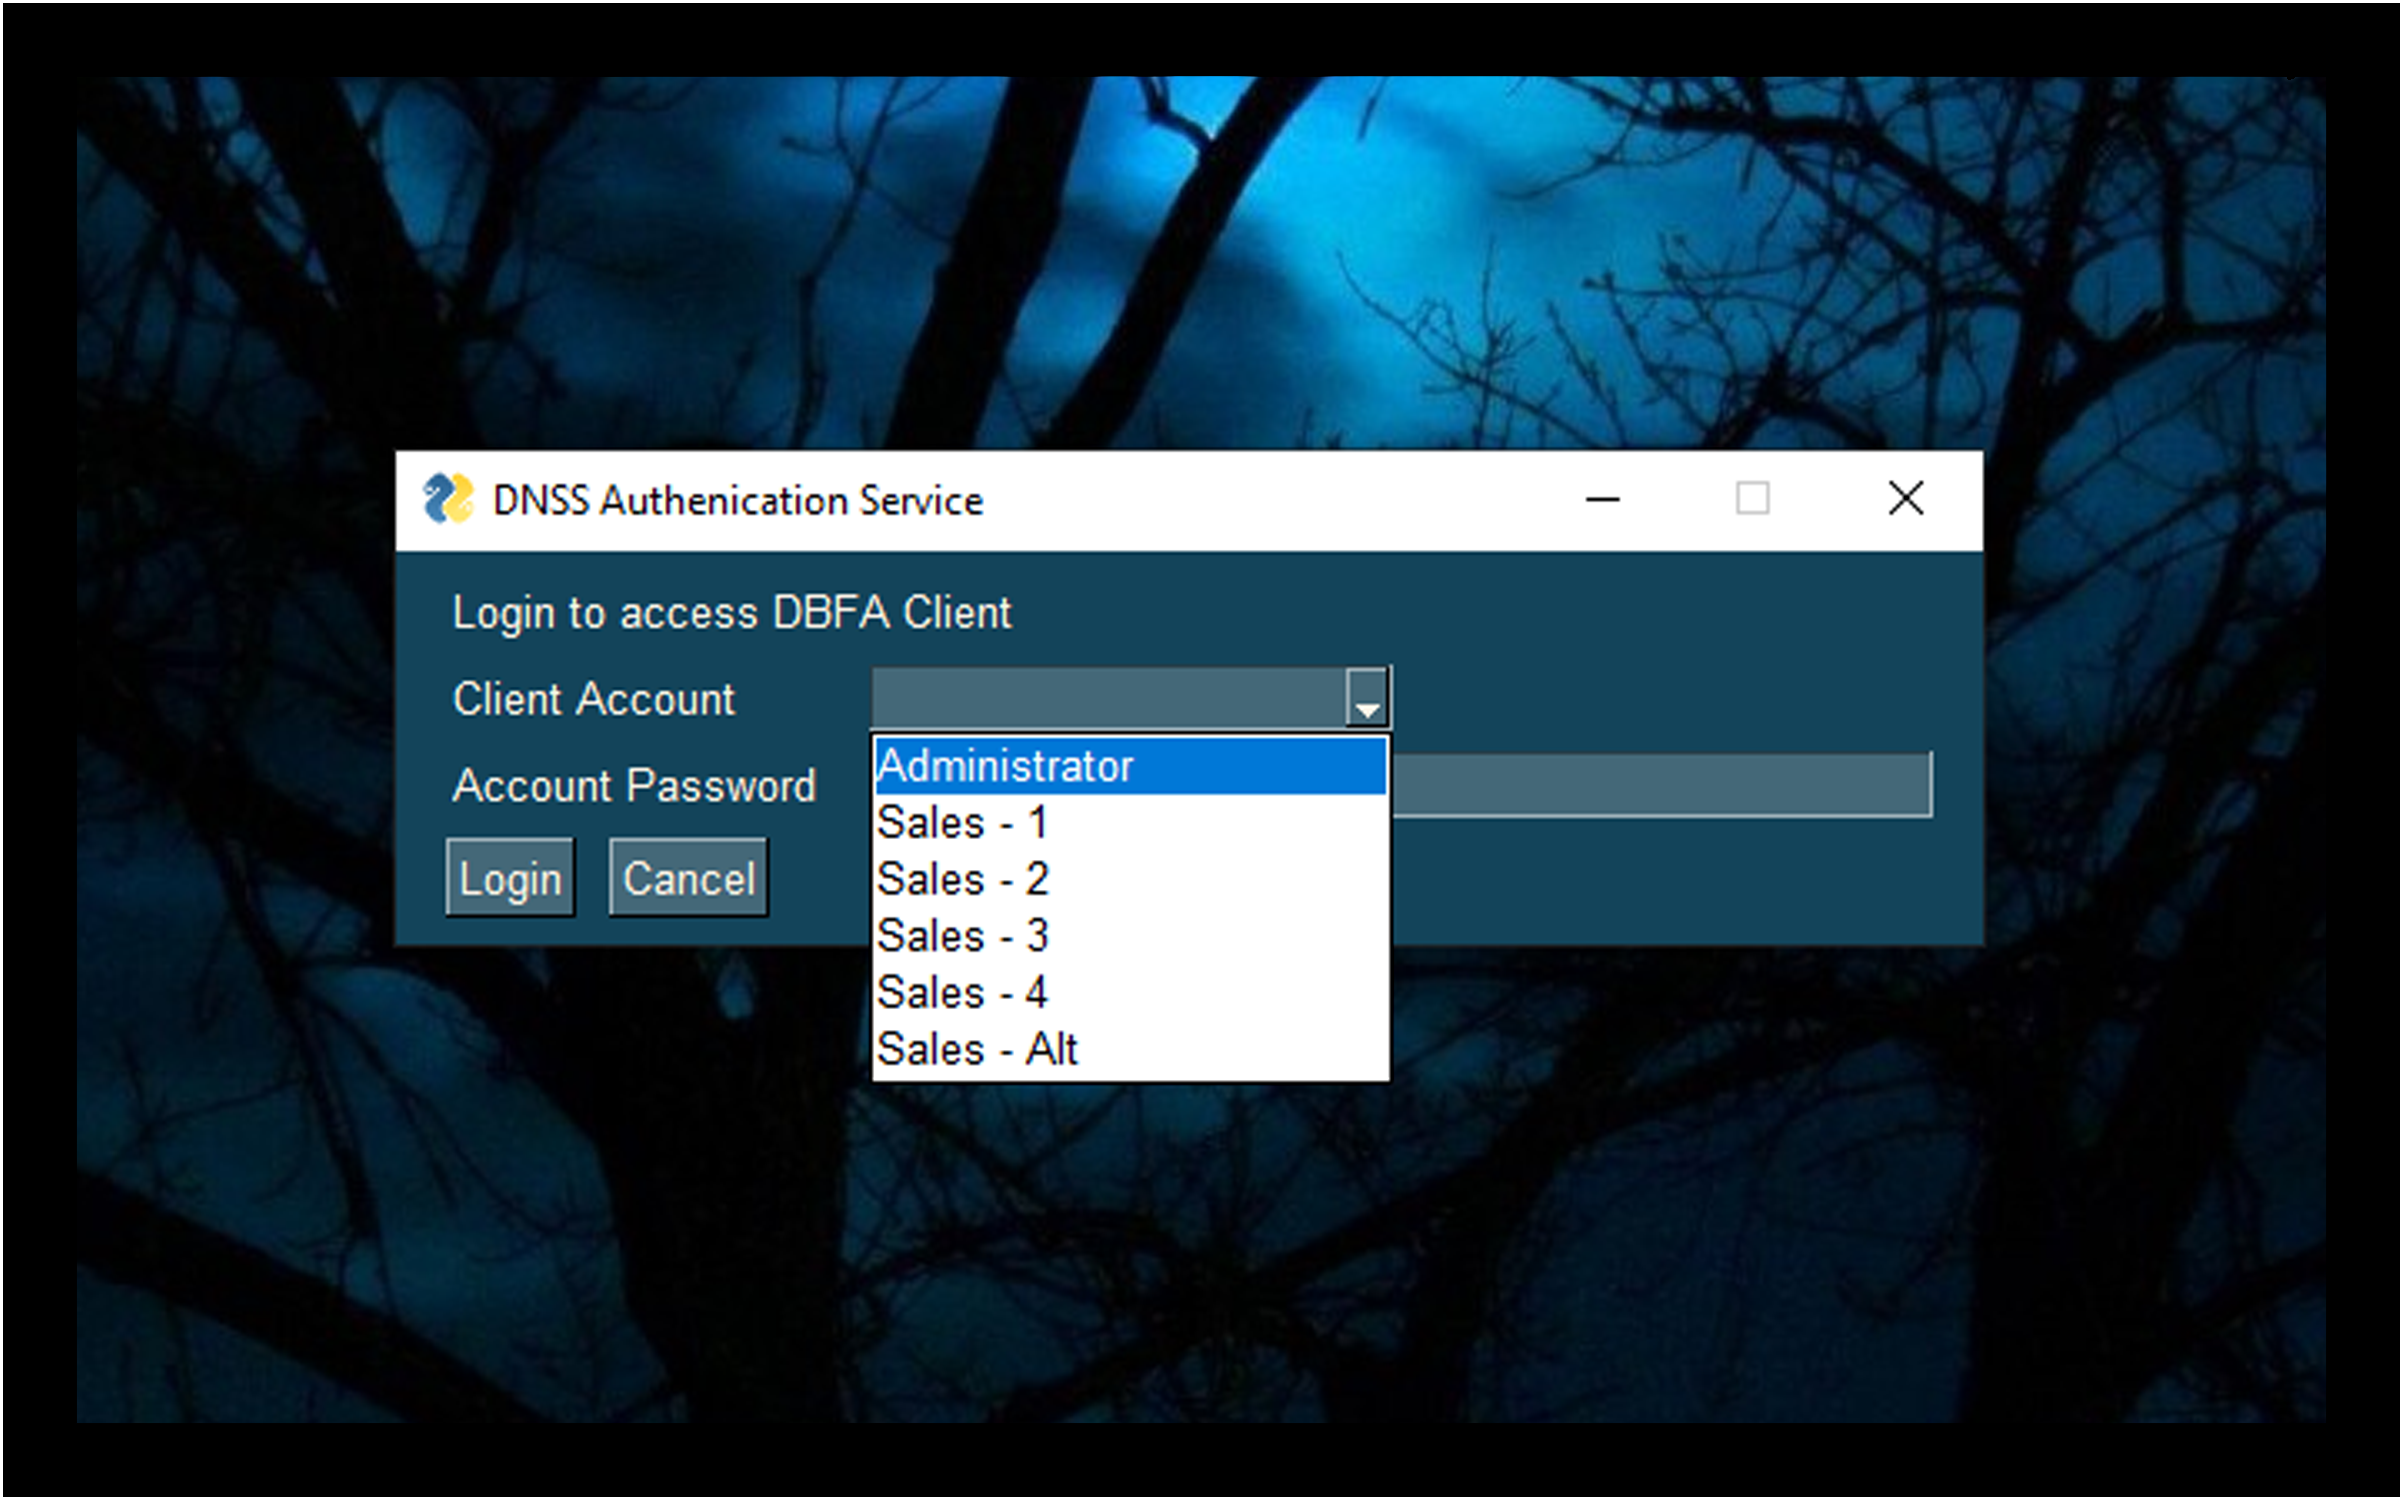 DNSS Authenication Service
Login to access DBFA Client
Client Account
Administrator
Account Password
Sales - 1
Sales - 2
Login Cancel
Sales - 3
Sales - 4
Sales - Alt